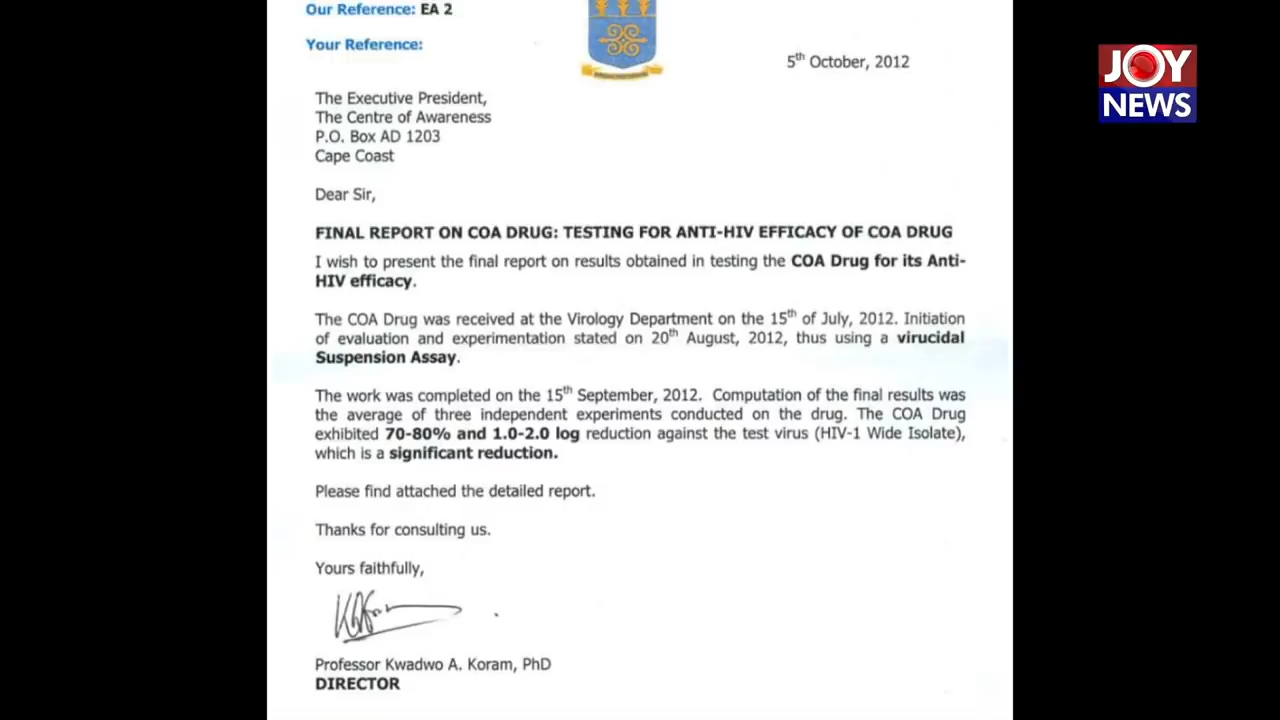 Our Reference: EA 2
Your Reference:
5th October, 2012
JOY
NEWS
The Executive President,
The Centre of Awareness
P.O. Box AD 1203
Cape Coast
Dear Sir,
FINAL REPORT ON COA DRUG: TESTING FOR ANTI-HIV EFFICACY OF COA DRUG
I wish to present the final report on results obtained in testing the COA Drug for its Anti-
HIV efficacy.
The COA Drug was received at the Virology Department on the 15th of July, 2012. Initiation
of evaluation and experimentation stated on 20th August, 2012, thus using a virucidal
Suspension Assay.
The work was completed on the 15th September, 2012. Computation of the final results was
the average of three independent experiments conducted on the drug. The COA Drug
exhibited 70-80% and 1.0-2.0 log reduction against the test virus (HIV-1 Wide Isolate),
which is a significant reduction.
Please find attached the detailed report.
Thanks for consulting us.
Yours faithfully,
Professor Kwadwo A. Koram, PhD
DIRECTOR